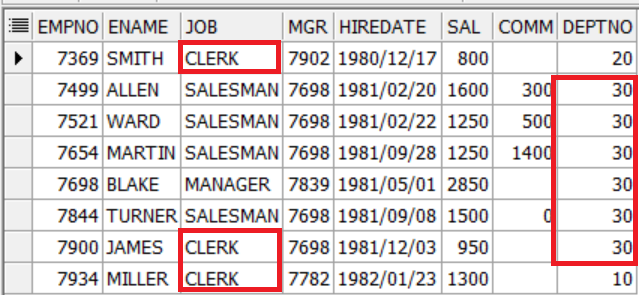 EMPNO ENAME JOB MGR HIREDATE SAL COMM DEPTNO
7369 SMITH CLERK 7902 1980/12/17 800 20
7499 ALLEN SALESMAN 7698 1981/02/20 1600 300 30
7521 WARD SALESMAN 7698 1981/02/22 1250 500 30
7654 MARTIN SALESMAN 7698 1981/09/28 1250 1400 30
7698 BLAKE MANAGER 7839 1981/05/01 2850 30
7844 TURNER SALESMAN 7698 1981/09/08 1500 0 30
7900 JAMES CLERK 7698 1981/12/03 950 30
7934 MILLER CLERK 7782 1982/01/23 1300 10